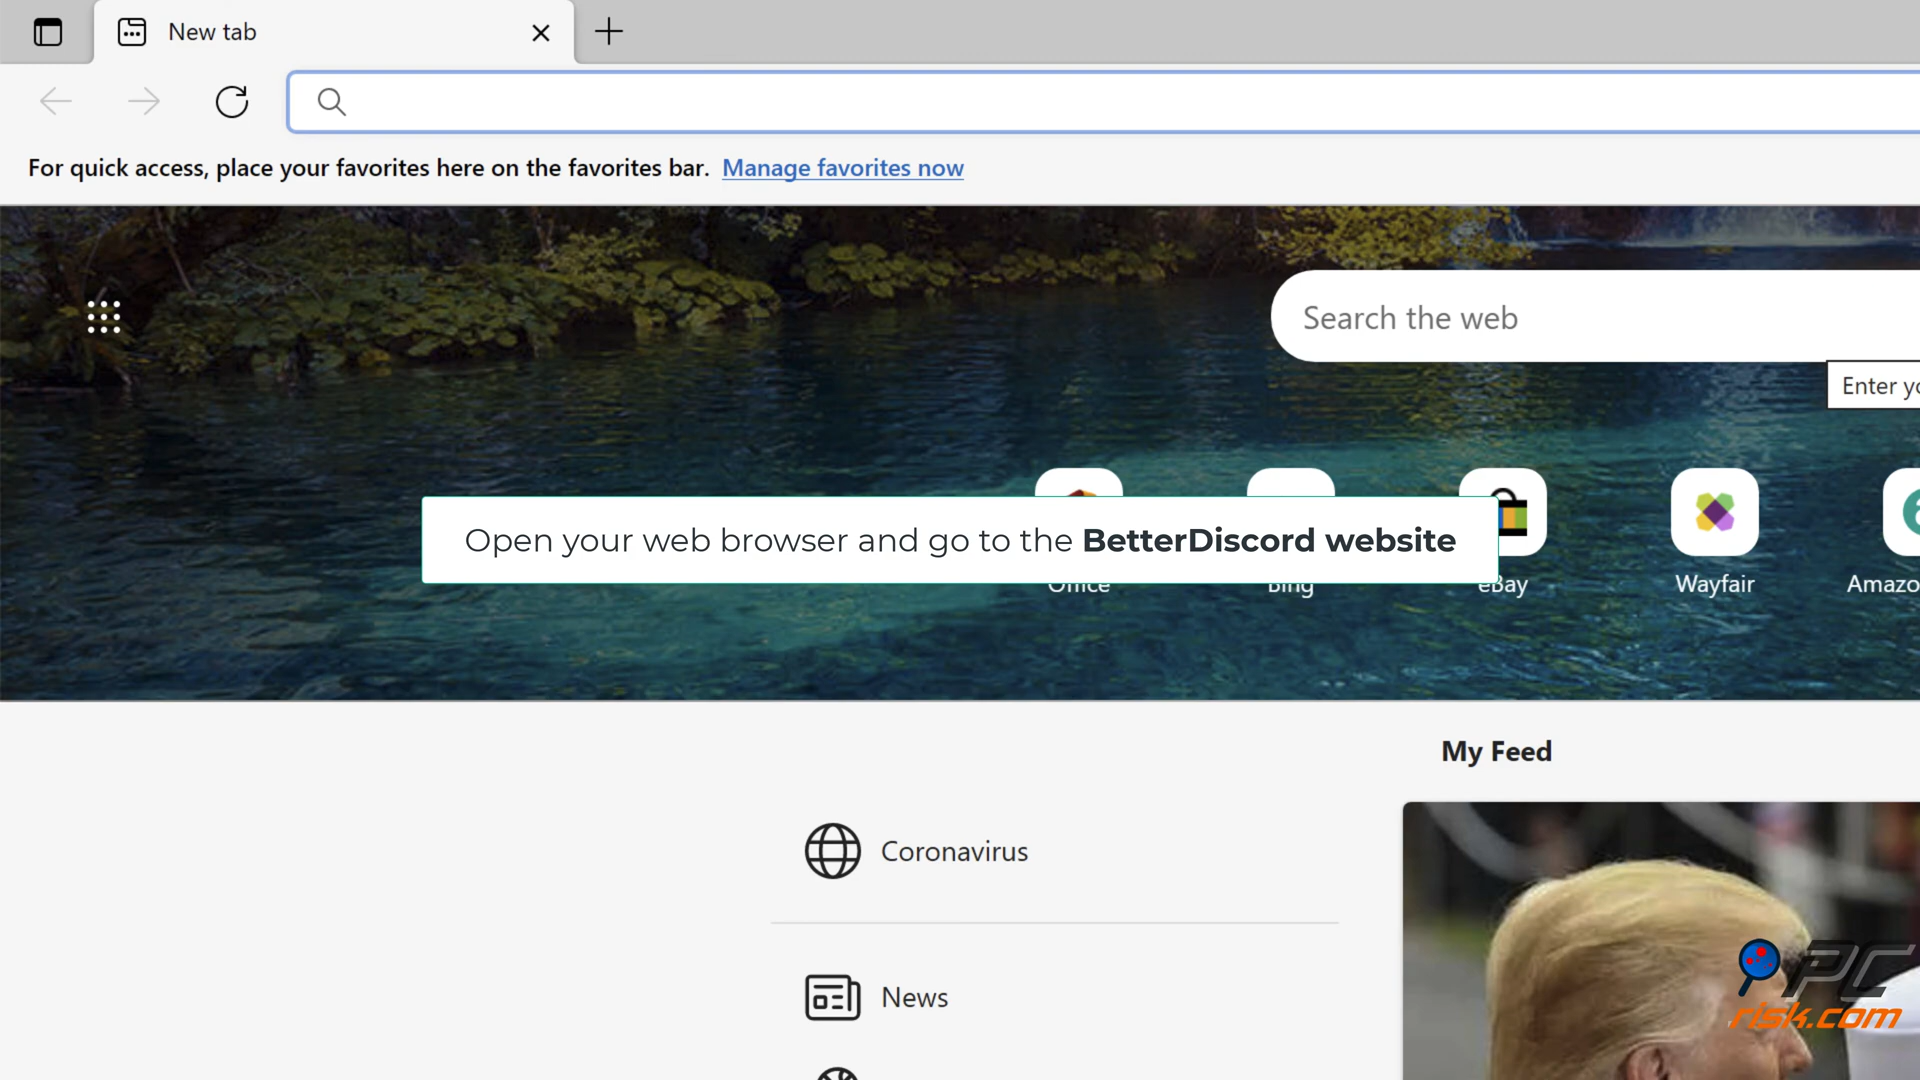 New tab
For quick access, place your favorites here on the favorites bar. Manage favorites now
Search the web
Enter yo
Open your web browser and go to the BetterDiscord website
Office
Bing
eBay
Wayfair
Amazo
My Feed
Coronavirus
News
PC
risk.com